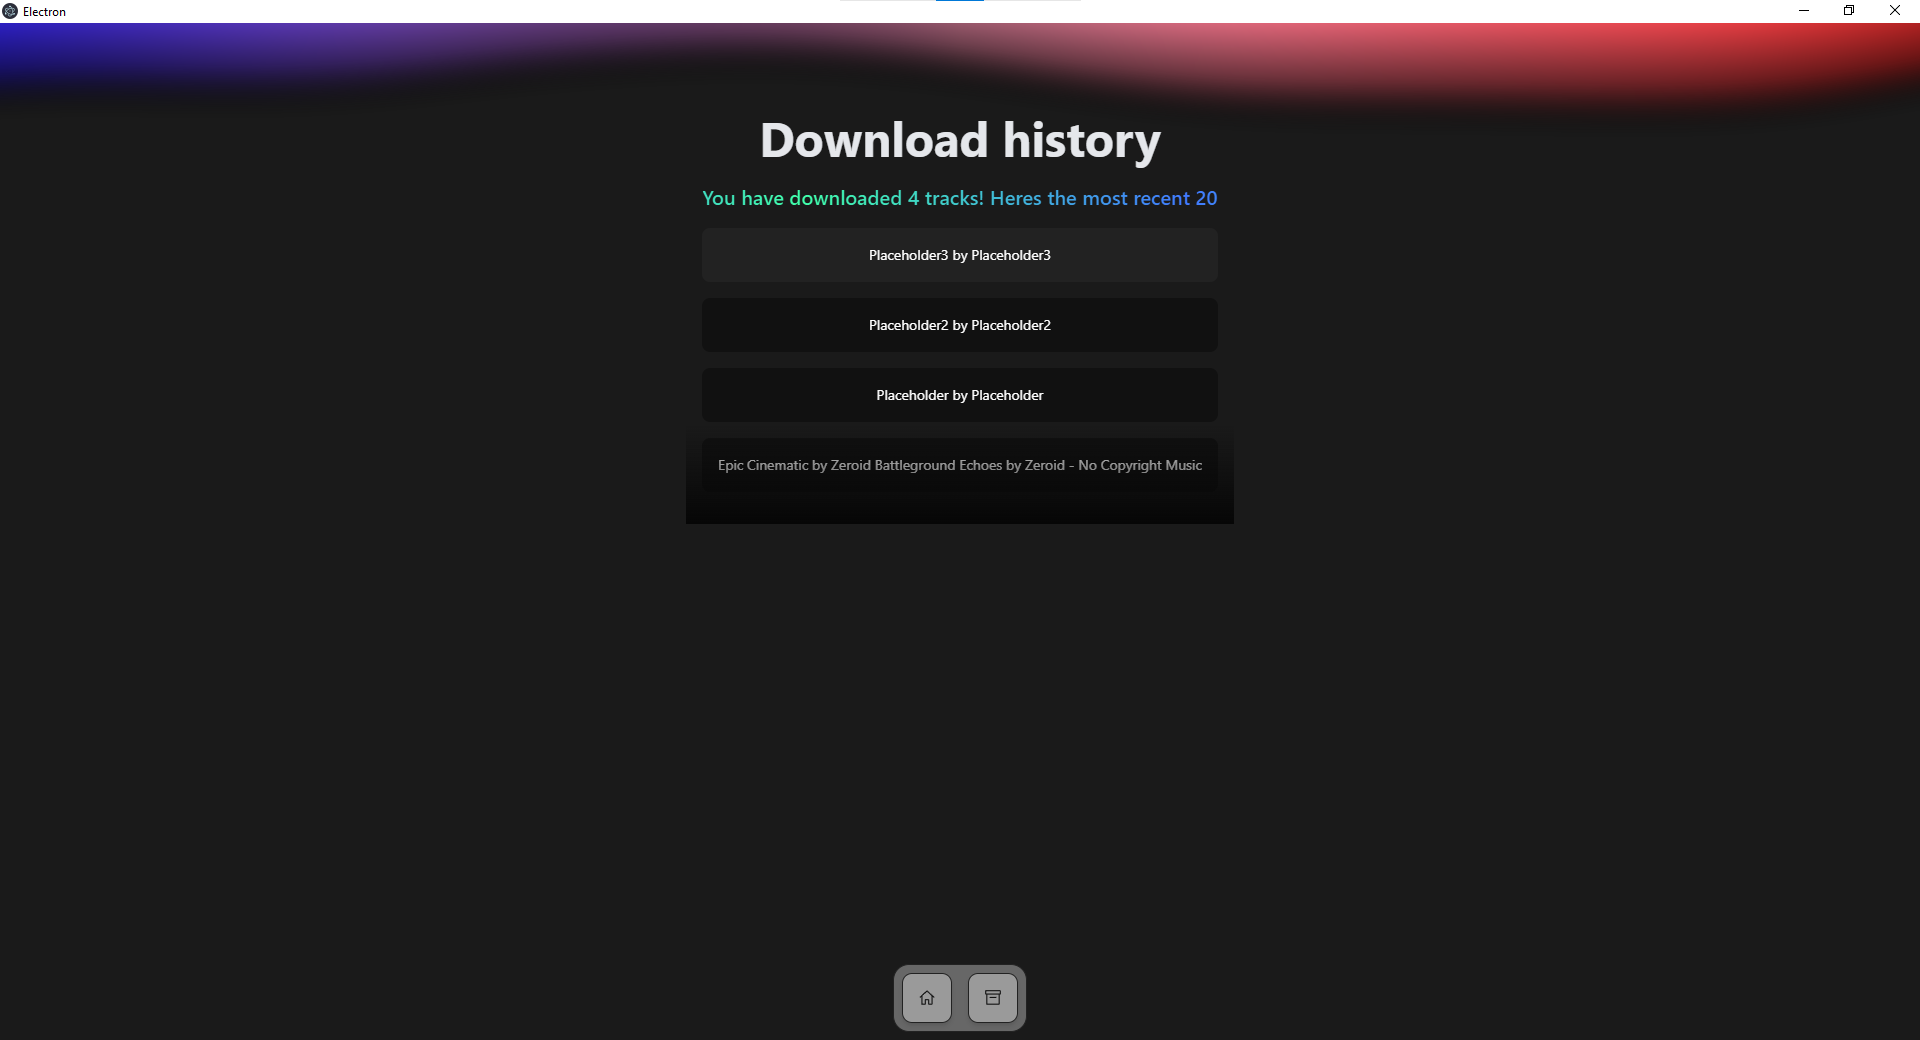 Electron
Download history
You have downloaded 4 tracks! Heres the most recent 20
Placeholder3 by Placeholder3
Placeholder2 by Placeholder2
Placeholder by Placeholder
Epic Cinematic by Zeroid Battleground Echoes by Zeroid - No Copyright Music